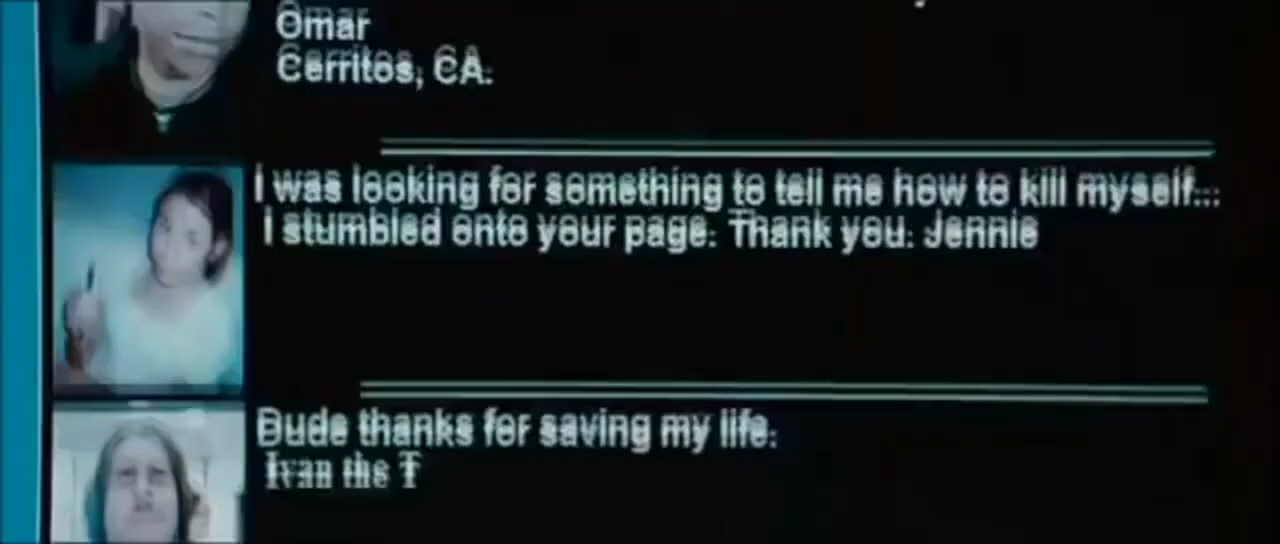 Omar
Cerritos, CA.
I was looking for something to tell me how to kill myself...
I stumbled onto your page. Thank you. Jennie
Dude thanks for saving my life.
Ivan the T